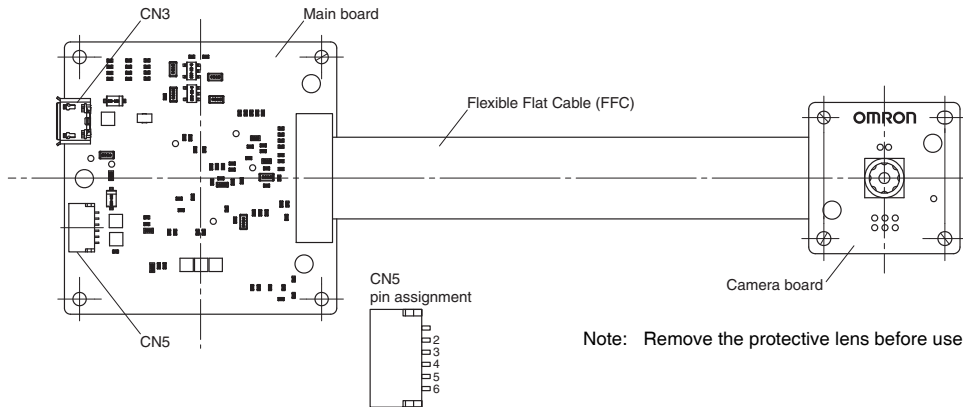 CN3
Main board
Flexible Flat Cable (FFC)
OMRON
CN5
pin assignment
Camera board
CN5
2
3
4
5
6
Note: Remove the protective lens before use